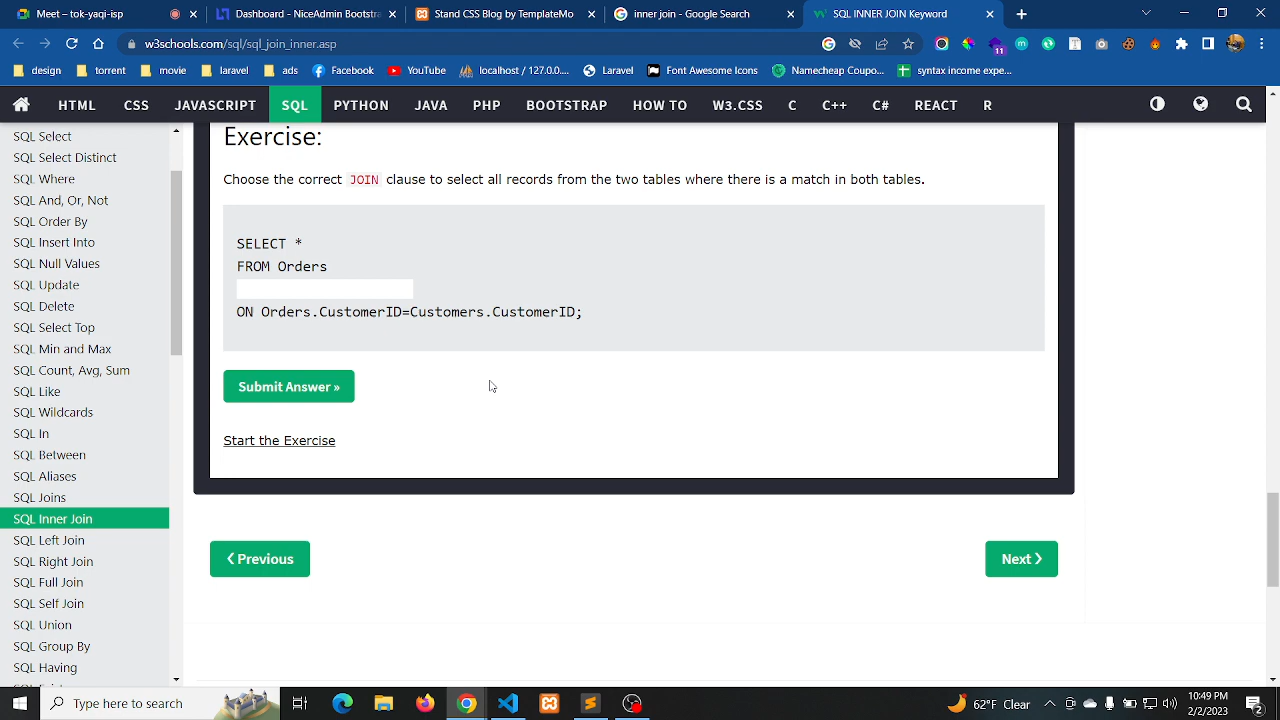 Meet – tok-yaqi-isp
Dashboard - NiceAdmin Bootstra
Stand CSS Blog by TemplateMo
inner join - Google Search
SQL INNER JOIN Keyword
w3schools.com/sql/sql_join_inner.asp
11
design
torrent
movie
laravel
ads
Facebook
YouTube
localhost / 127.0.0...
Laravel
Font Awesome Icons
Namecheap Coupo...
syntax income expe...
HTML
CSS
JAVASCRIPT
SQL
PYTHON
JAVA
PHP
BOOTSTRAP
HOW TO
W3.CSS
C
C++
C#
REACT
R
SQL Select
SQL Select Distinct
SQL Where
SQL And, Or, Not
SQL Order By
SQL Insert Into
SQL Null Values
SQL Update
SQL Delete
SQL Select Top
SQL Min and Max
SQL Count, Avg, Sum
SQL Like
SQL Wildcards
SQL In
SQL Between
SQL Aliases
SQL Joins
SQL Inner Join
SQL Left Join
SQL Right Join
SQL Full Join
SQL Self Join
SQL Union
SQL Group By
SQL Having
Exercise:
Choose the correct JOIN clause to select all records from the two tables where there is a match in both tables.
SELECT *
FROM Orders
ON Orders.CustomerID=Customers.CustomerID;
Submit Answer »
Start the Exercise
❮ Previous
Next ❯
Type here to search
62°F Clear
10:49 PM
2/2/2023
2